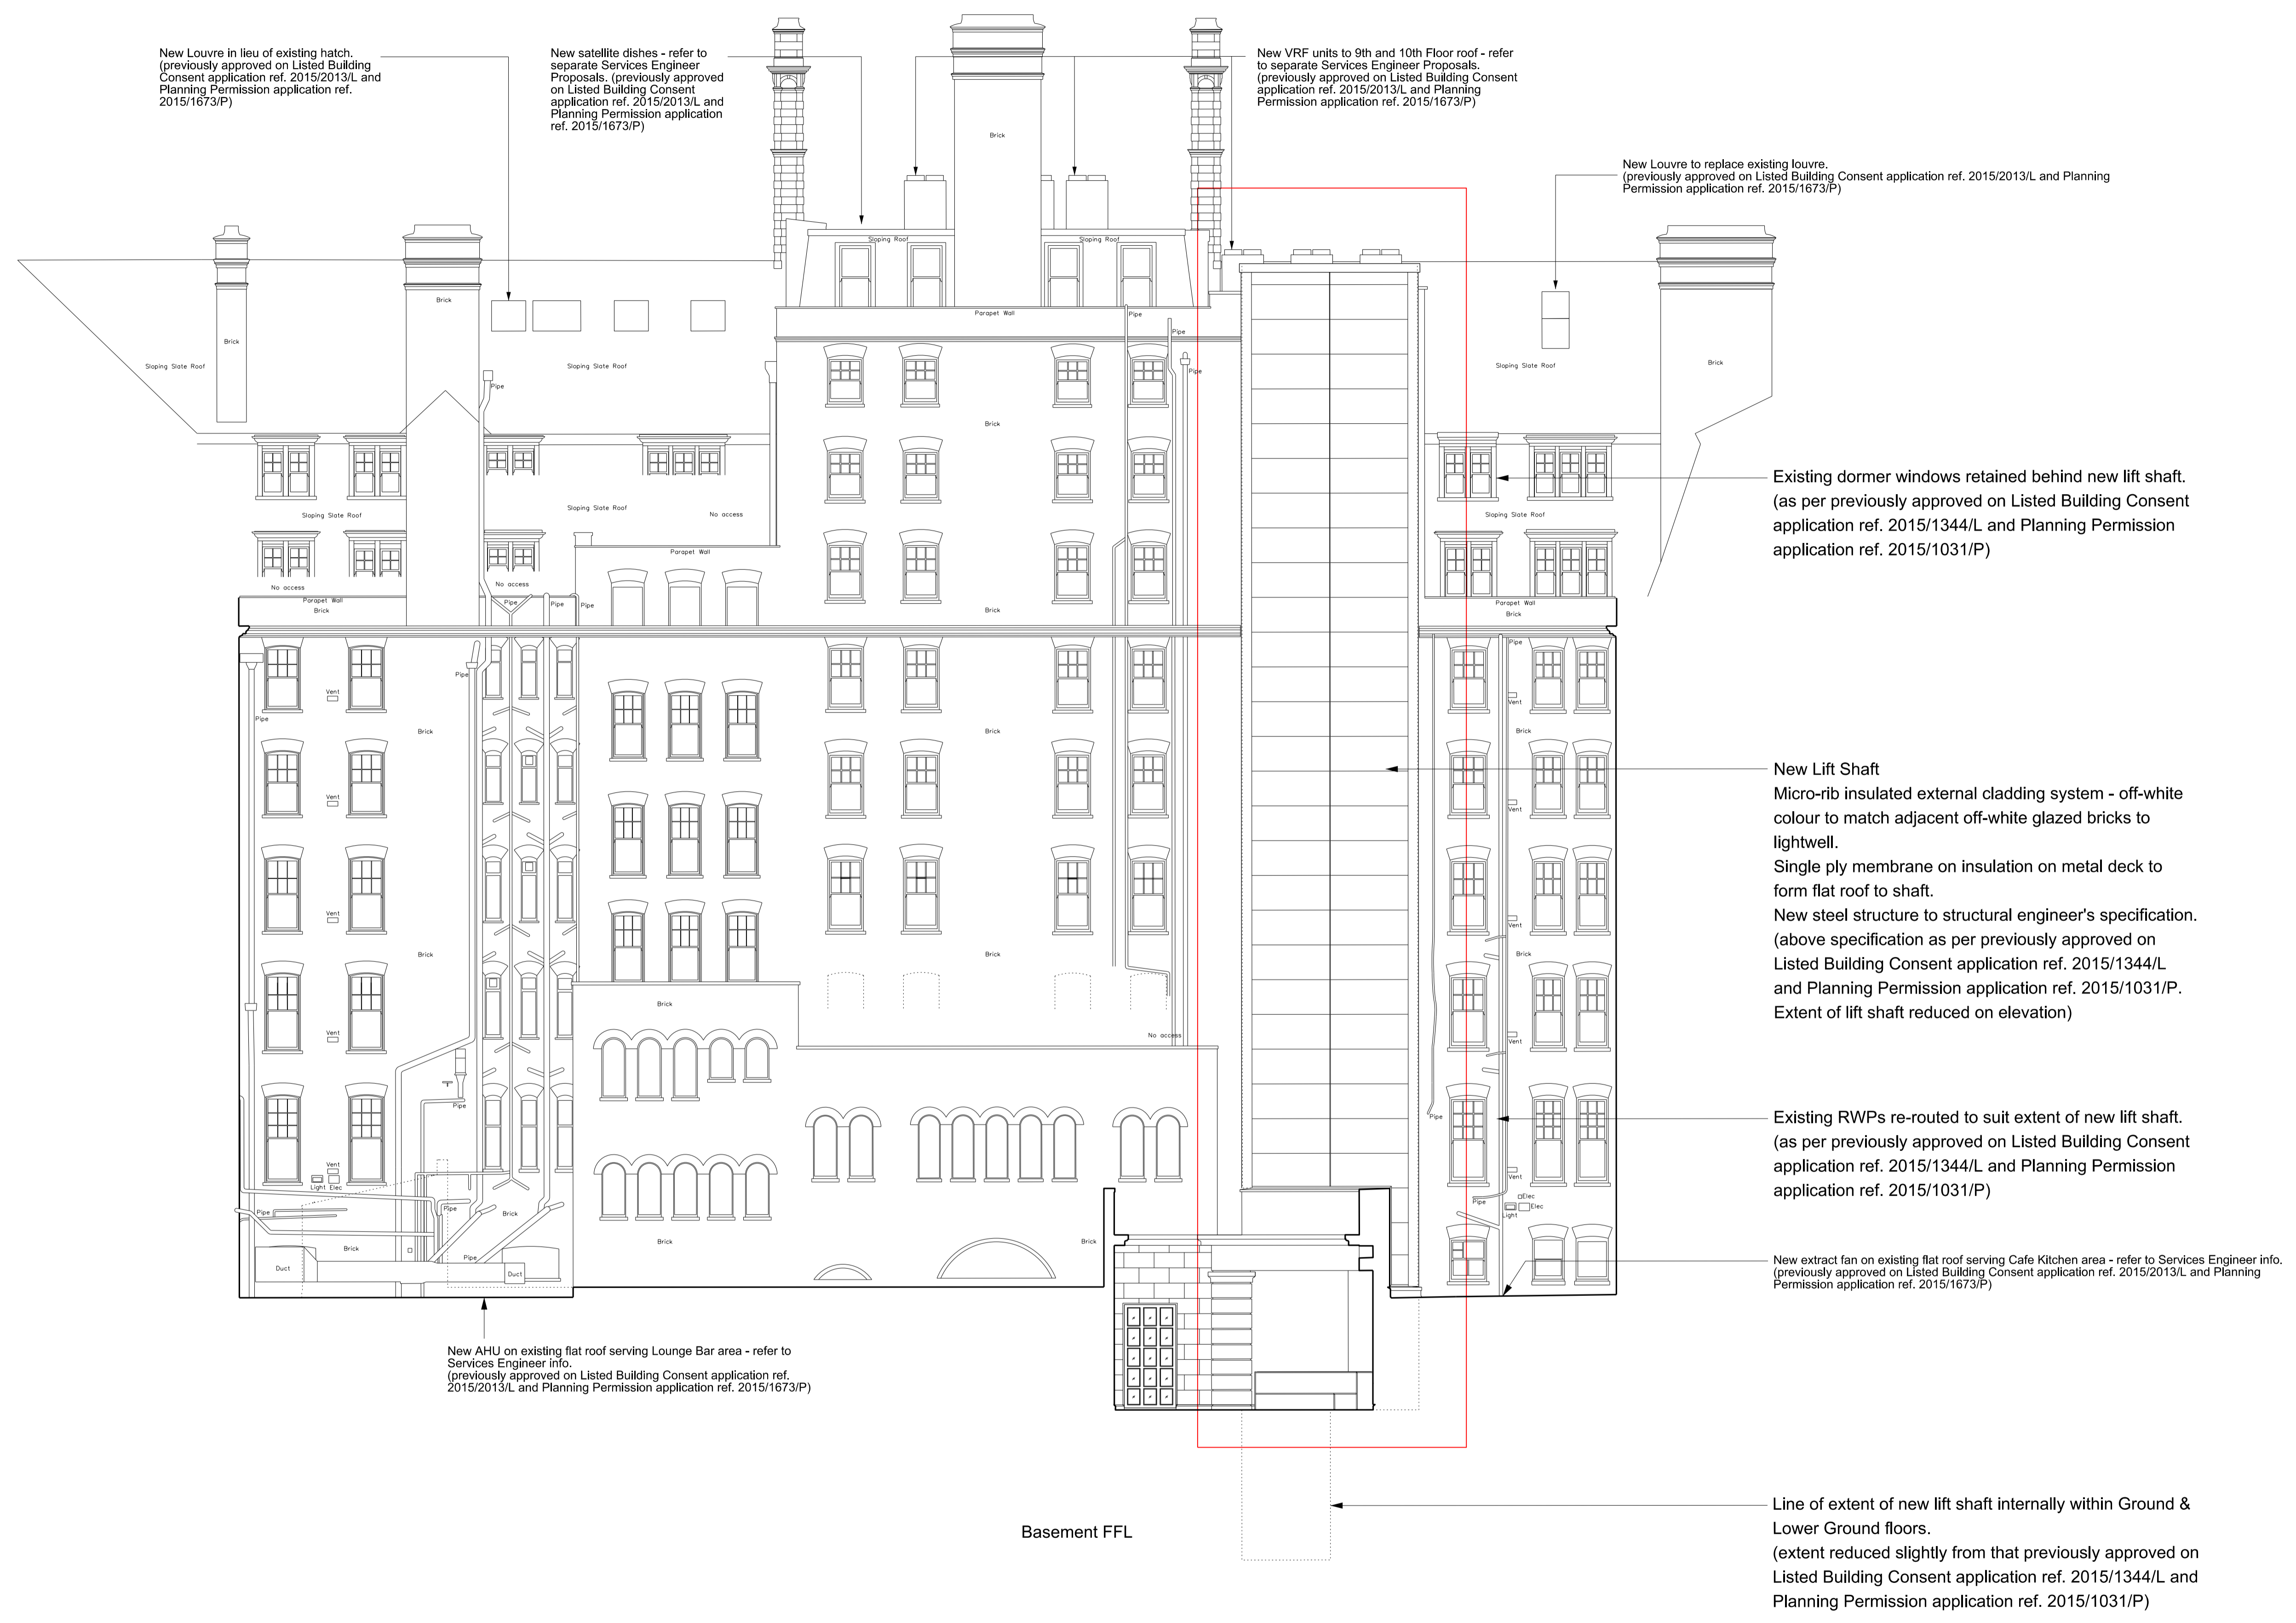 New Louvre in lieu of existing hatch.
(previously approved on Listed Building
Consent application ref. 2015/2013/L and
Planning Permission application ref.
2015/1673/P)
New satellite dishes - refer to
separate Services Engineer
Proposals. (previously approved
on Listed Building Consent
application ref. 2015/2013/L and
Planning Permission application
ref. 2015/1673/P)
New VRF units to 9th and 10th Floor roof - refer
to separate Services Engineer Proposals.
(previously approved on Listed Building Consent
application ref. 2015/2013/L and Planning
Permission application ref. 2015/1673/P)
Brick
New Louvre to replace existing louvre.
(previously approved on Listed Building Consent application ref. 2015/2013/L and Planning
Permission application ref. 2015/1673/P)
Sloping Roof
Sloping Roof
Brick
Parapet Wall
Pipe
Pipe
Brick
Sloping Slate Roof
Sloping Slate Roof
Pipe
Pipe
Sloping Slate Roof
Brick
Brick
Existing dormer windows retained behind new lift shaft.
(as per previously approved on Listed Building Consent
application ref. 2015/1344/L and Planning Permission
application ref. 2015/1031/P)
Sloping Slate Roof
Sloping Slate Roof
No access
Sloping Slate Roof
Parapet Wall
No access
No access
Parapet Wall
Brick
Pipe
Pipe
Pipe
Brick
Parapet Wall
Brick
Pipe
Pipe
Vent
Vent
Pipe
Brick
Brick
Brick
New Lift Shaft
Micro-rib insulated external cladding system - off-white
colour to match adjacent off-white glazed bricks to
lightwell.
Single ply membrane on insulation on metal deck to
form flat roof to shaft.
New steel structure to structural engineer's specification.
(above specification as per previously approved on
Listed Building Consent application ref. 2015/1344/L
and Planning Permission application ref. 2015/1031/P.
Extent of lift shaft reduced on elevation)
Vent
Vent
Vent
Vent
Brick
Brick
Brick
Brick
Vent
Vent
No access
Pipe
Pipe
Existing RWPs re-routed to suit extent of new lift shaft.
(as per previously approved on Listed Building Consent
application ref. 2015/1344/L and Planning Permission
application ref. 2015/1031/P)
Vent
Light Elec
Vent
Pipe
Elec
Elec
Light
Pipe
Pipe
Brick
Brick
Brick
Brick
Pipe
Duct
Duct
New extract fan on existing flat roof serving Cafe Kitchen area - refer to Services Engineer info.
(previously approved on Listed Building Consent application ref. 2015/2013/L and Planning
Permission application ref. 2015/1673/P)
New AHU on existing flat roof serving Lounge Bar area - refer to
Services Engineer info.
(previously approved on Listed Building Consent application ref.
2015/2013/L and Planning Permission application ref. 2015/1673/P)
Basement FFL
Line of extent of new lift shaft internally within Ground &
Lower Ground floors.
(extent reduced slightly from that previously approved on
Listed Building Consent application ref. 2015/1344/L and
Planning Permission application ref. 2015/1031/P)